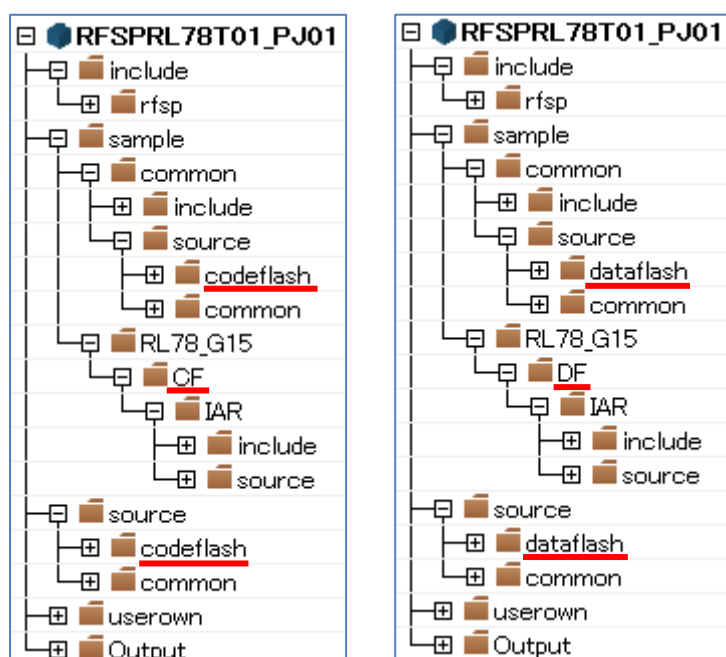 RFSPRL78T01_PJ01
include
rfsp
sample
common
include
source
codeflash
common
RL78_G15
CF
IAR
include
source
source
codeflash
common
userown
Output
RFSPRL78T01_PJ01
include
rfsp
sample
common
include
source
dataflash
common
RL78_G15
DF
IAR
include
source
source
dataflash
common
userown
Output